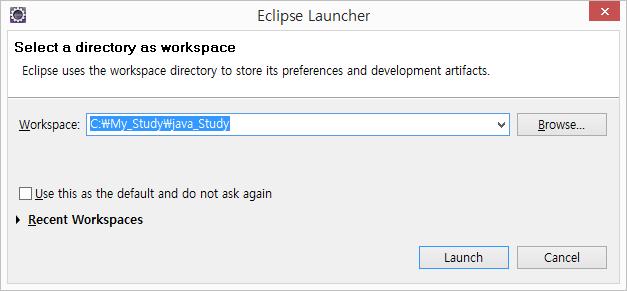 Eclipse Launcher
Select a directory as workspace
Eclipse uses the workspace directory to store its preferences and development artifacts.
Workspace: C:₩My_Study₩java_Study Browse...
Use this as the default and do not ask again
Recent Workspaces
Launch Cancel